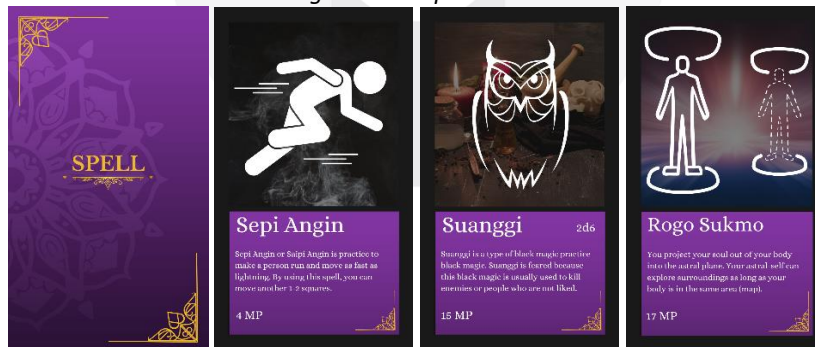 SPELL
Sepi Angin
Sepi Angin or Saipi Angin is practice to
make a person run and move as fast as
lightning. By using this spell, you can
move another 1-2 squares.
4 MP
Suanggi 2d6
Suanggi is a type of black magic practire
black magir. Suanggi is feared because
this black magic is usually used to kill
enemies or people who are not liked.
15 MP
Rogo Sukmo
You project your soul out of your body
into the astral plane. Your astral self can
explore surroundings as long as your
body is in the same area (map).
17 MP